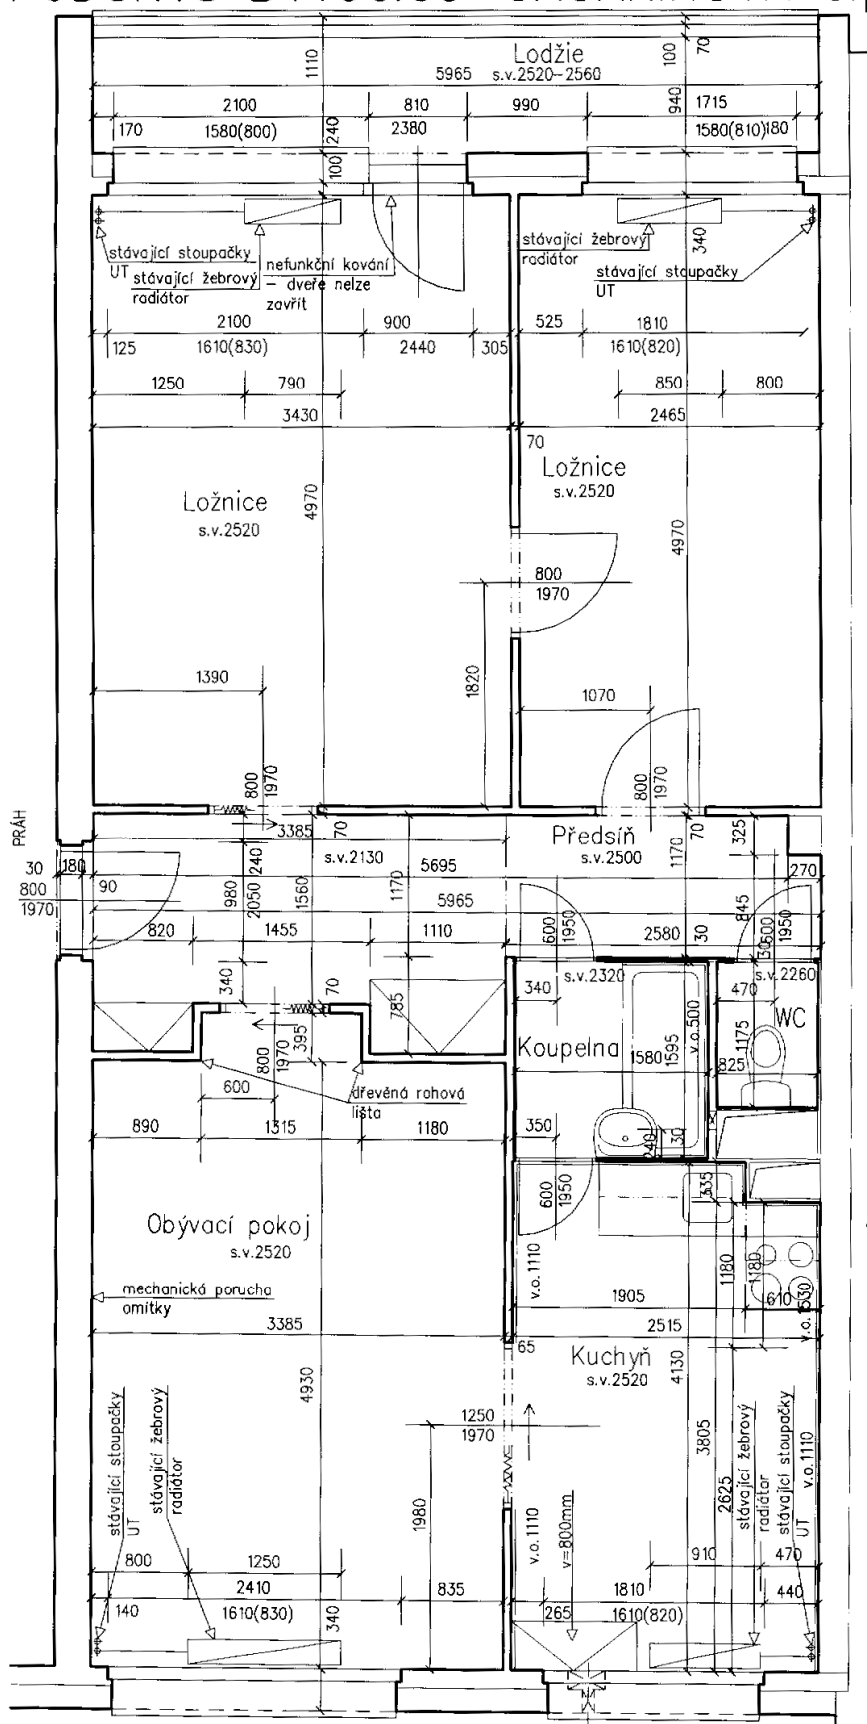 Lodžie
1110
5965
s.v.2520–2560
100
70
2100
810
990
940
1715
170
1580(800)
240
2380
1580(810)
180
100
stávající stoupačky
UT
stávající žebrový
radiátor
nefunkční kování
– dveře nelze
zavřít
stávající žebrový
radiátor
340
stávající stoupačky
UT
2100
900
525
1810
125
1610(830)
2440
305
1610(820)
1250
790
850
800
3430
2465
70
Ložnice
s.v.2520
4970
Ložnice
s.v.2520
4970
800
1970
1820
1390
1070
800
1970
800
1970
PRÁH
3385
70
Předsíň
s.v.2500
1170
70
325
30
180
240
s.v.2130
5695
270
800
1970
90
980
2050
1560
1170
5965
845
820
1455
1110
600
1950
2580
30
30
600
1950
340
70
785
s.v.2320
s.v.2260
340
470
WC
395
800
1970
Koupelna
1580
1595
v.o.500
1175
825
600
dřevěná rohová
lišta
890
1315
1180
350
240
30
600
1950
335
Obývací pokoj
s.v.2520
v.o.1110
1180
1180
mechanická porucha
omítky
1905
610
v.o.1530
3385
65
2515
Kuchyň
s.v.2520
4130
4930
1250
1970
3805
2625
stávající stoupačky
UT
stávající žebrový
radiátor
1980
v.o.1110
v=800mm
stávající žebrový
radiátor
stávající stoupačky
UT
v.o.1110
800
1250
910
470
2410
835
1810
440
140
1610(830)
340
265
1610(820)